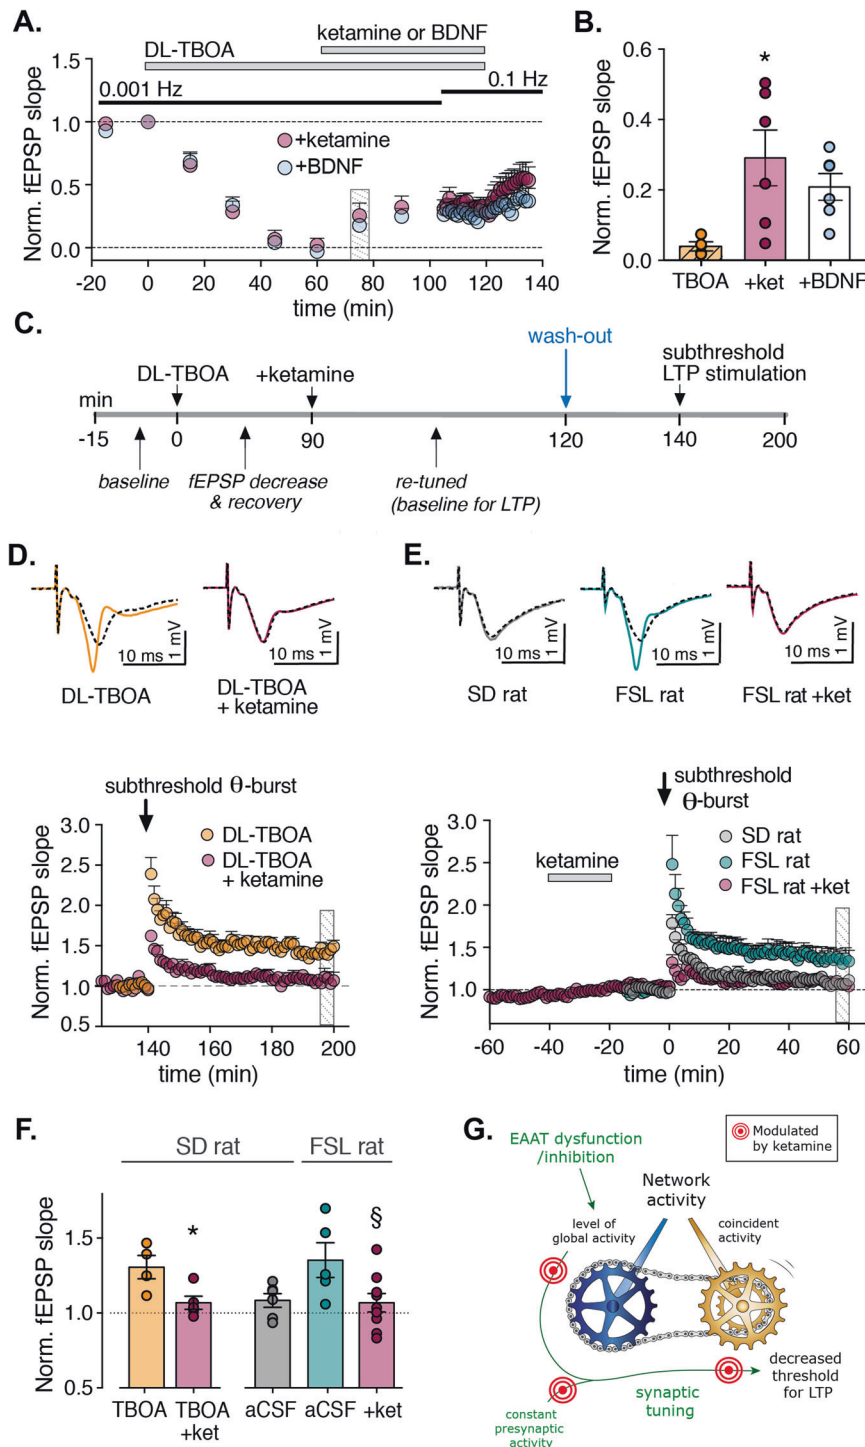 A.
ketamine or BDNF
DL-TBOA
0.001 Hz
0.1 Hz
1.5
1.0
0.5
0.0
Norm. fEPSP slope
+ketamine
+BDNF
-20 0 20 40 60 80 100 120 140
time (min)
B.
*
0.6
0.4
0.2
0.0
Norm. fEPSP slope
TBOA +ket +BDNF
C.
wash-out
DL-TBOA
+ketamine
subthreshold
LTP stimulation
min
-15 0 90 120 140 200
baseline
fEPSP decrease
& recovery
re-tuned
(baseline for LTP)
D.
10 ms 1 mV
10 ms 1 mV
DL-TBOA
DL-TBOA
+ ketamine
subthreshold θ-burst
3.0
2.5
2.0
1.5
1.0
0.5
Norm. fEPSP slope
DL-TBOA
DL-TBOA
+ ketamine
140 160 180 200
time (min)
E.
10 ms 1 mV
10 ms 1 mV
10 ms 1 mV
SD rat
FSL rat
FSL rat +ket
subthreshold
θ-burst
ketamine
3.0
2.5
2.0
1.5
1.0
Norm. fEPSP slope
SD rat
FSL rat
FSL rat +ket
-60 -40 -20 0 20 40 60
time (min)
F.
SD rat
FSL rat
*
§
1.5
1.0
0.5
Norm. fEPSP slope
TBOA
TBOA
+ket
aCSF
aCSF
+ket
G.
Modulated
by ketamine
EAAT dysfunction
/inhibition
Network
activity
level of
global activity
coincident
activity
constant
presynaptic
activity
synaptic
tuning
decreased
threshold
for LTP